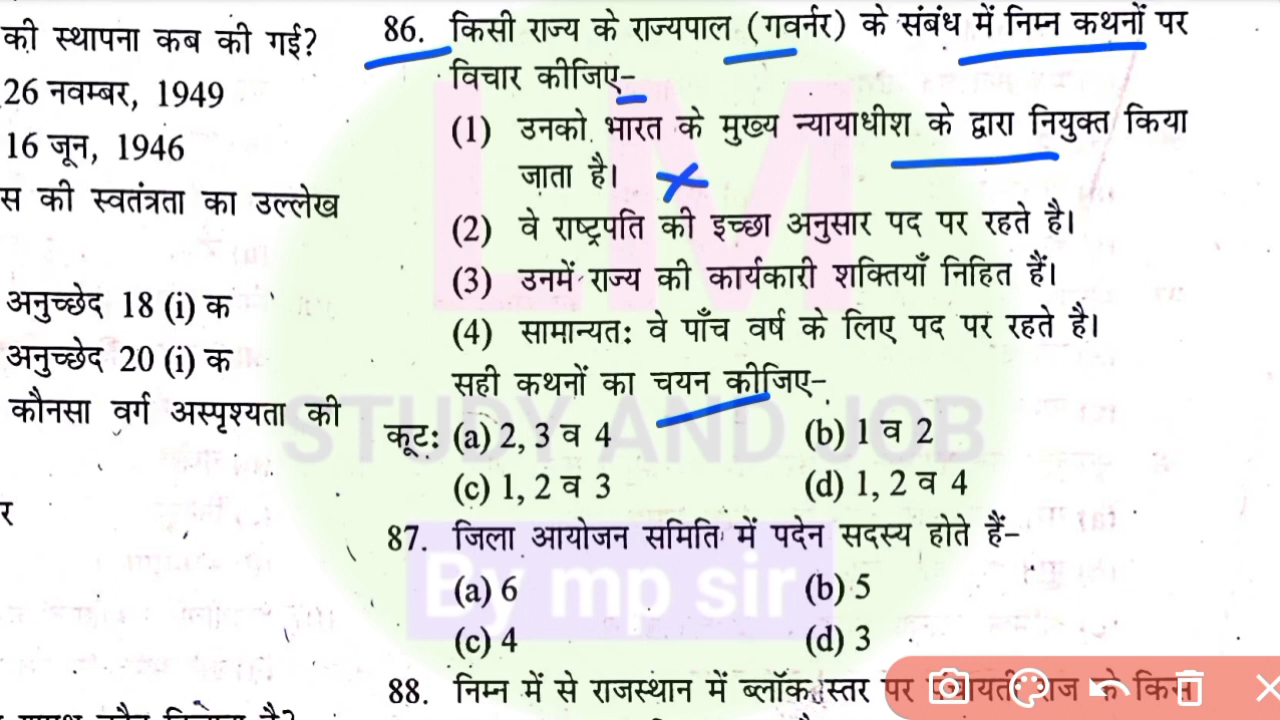 की स्थापना कब की गई?
26 नवम्बर, 1949
16 जून, 1946
स की स्वतंत्रता का उल्लेख
अनुच्छेद 18 (i) क
अनुच्छेद 20 (i) क
कौनसा वर्ग अस्पृश्यता की
र
86. किसी राज्य के राज्यपाल (गवर्नर) के संबंध में निम्न कथनों पर
विचार कीजिए-
(1) उनको भारत के मुख्य न्यायाधीश के द्वारा नियुक्त किया
जाता है।
(2) वे राष्ट्रपति की इच्छा अनुसार पद पर रहते है।
(3) उनमें राज्य की कार्यकारी शक्तियाँ निहित हैं।
(4) सामान्यतः वे पाँच वर्ष के लिए पद पर रहते है।
सही कथनों का चयन कीजिए-
कूटः (a) 2, 3 व 4 (b) 1 व 2
(c) 1, 2 व 3 (d) 1, 2 व 4
87. जिला आयोजन समिति में पदेन सदस्य होते हैं-
(a) 6 (b) 5
(c) 4 (d) 3
88. निम्न में से राजस्थान में ब्लॉक स्तर पर पंचायती राज के किस
LM
STUDY AND JOB
By mp sir